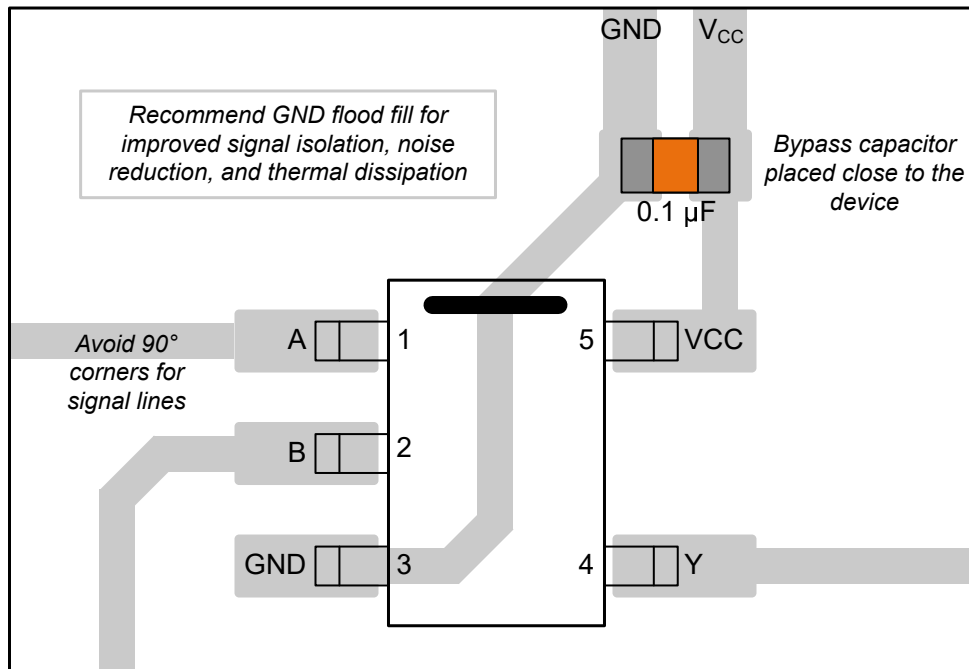 GND
V_CC
Recommend GND flood fill for
improved signal isolation, noise
reduction, and thermal dissipation
Bypass capacitor
placed close to the
device
0.1 µF
A
1
5
VCC
Avoid 90°
corners for
signal lines
B
2
GND
3
4
Y